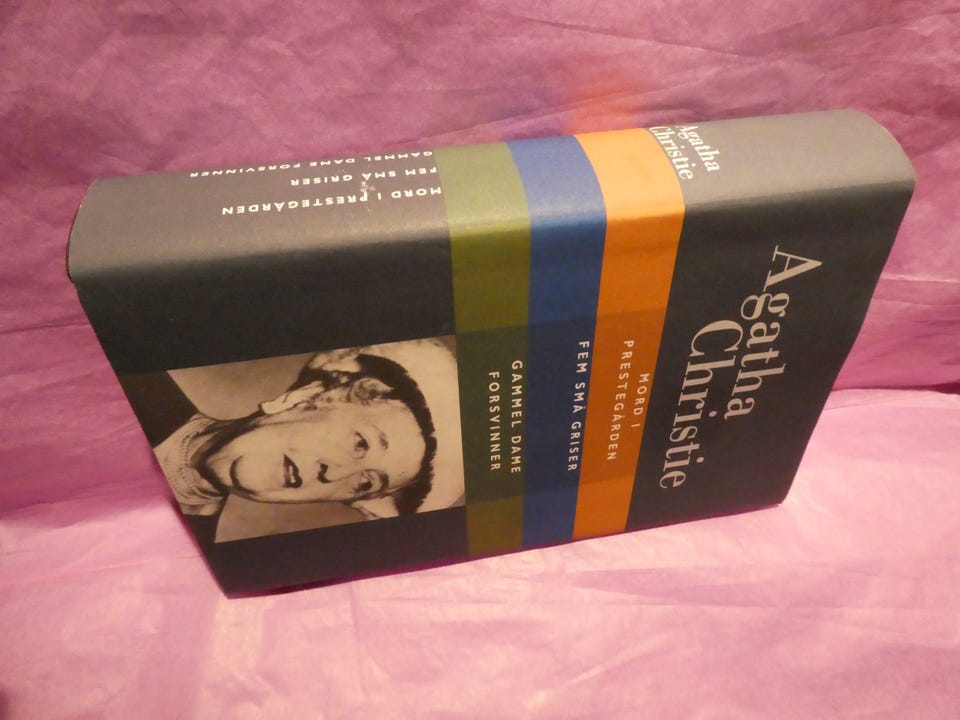 Agatha
Christie
MORD I
PRESTEGÅRDEN
FEM SMÅ GRISER
GAMMEL DAME
FORSVINNER
Agatha
Christie
MORD I PRESTEGÅRDEN
FEM SMÅ GRISER
GAMMEL DAME FORSVINNER